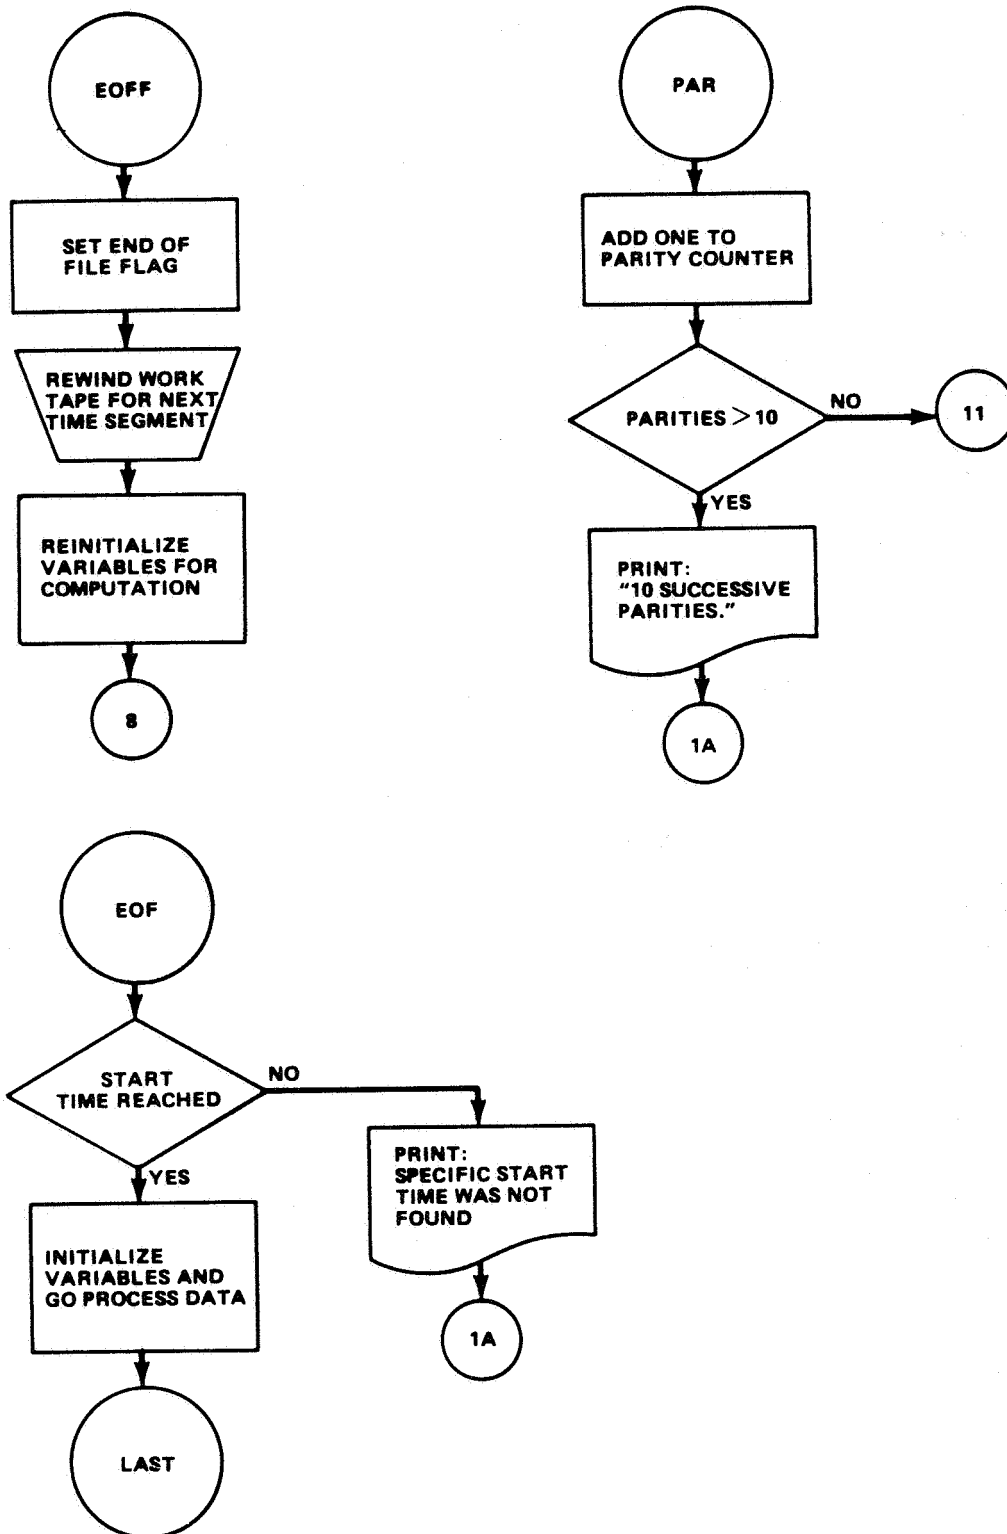 EOFF
SET END OF
FILE FLAG
REWIND WORK
TAPE FOR NEXT
TIME SEGMENT
REINITIALIZE
VARIABLES FOR
COMPUTATION
8
PAR
ADD ONE TO
PARITY COUNTER
PARITIES > 10
NO
11
YES
PRINT:
“10 SUCCESSIVE
PARITIES.”
1A
EOF
START
TIME REACHED
NO
YES
PRINT:
SPECIFIC START
TIME WAS NOT
FOUND
1A
INITIALIZE
VARIABLES AND
GO PROCESS DATA
LAST